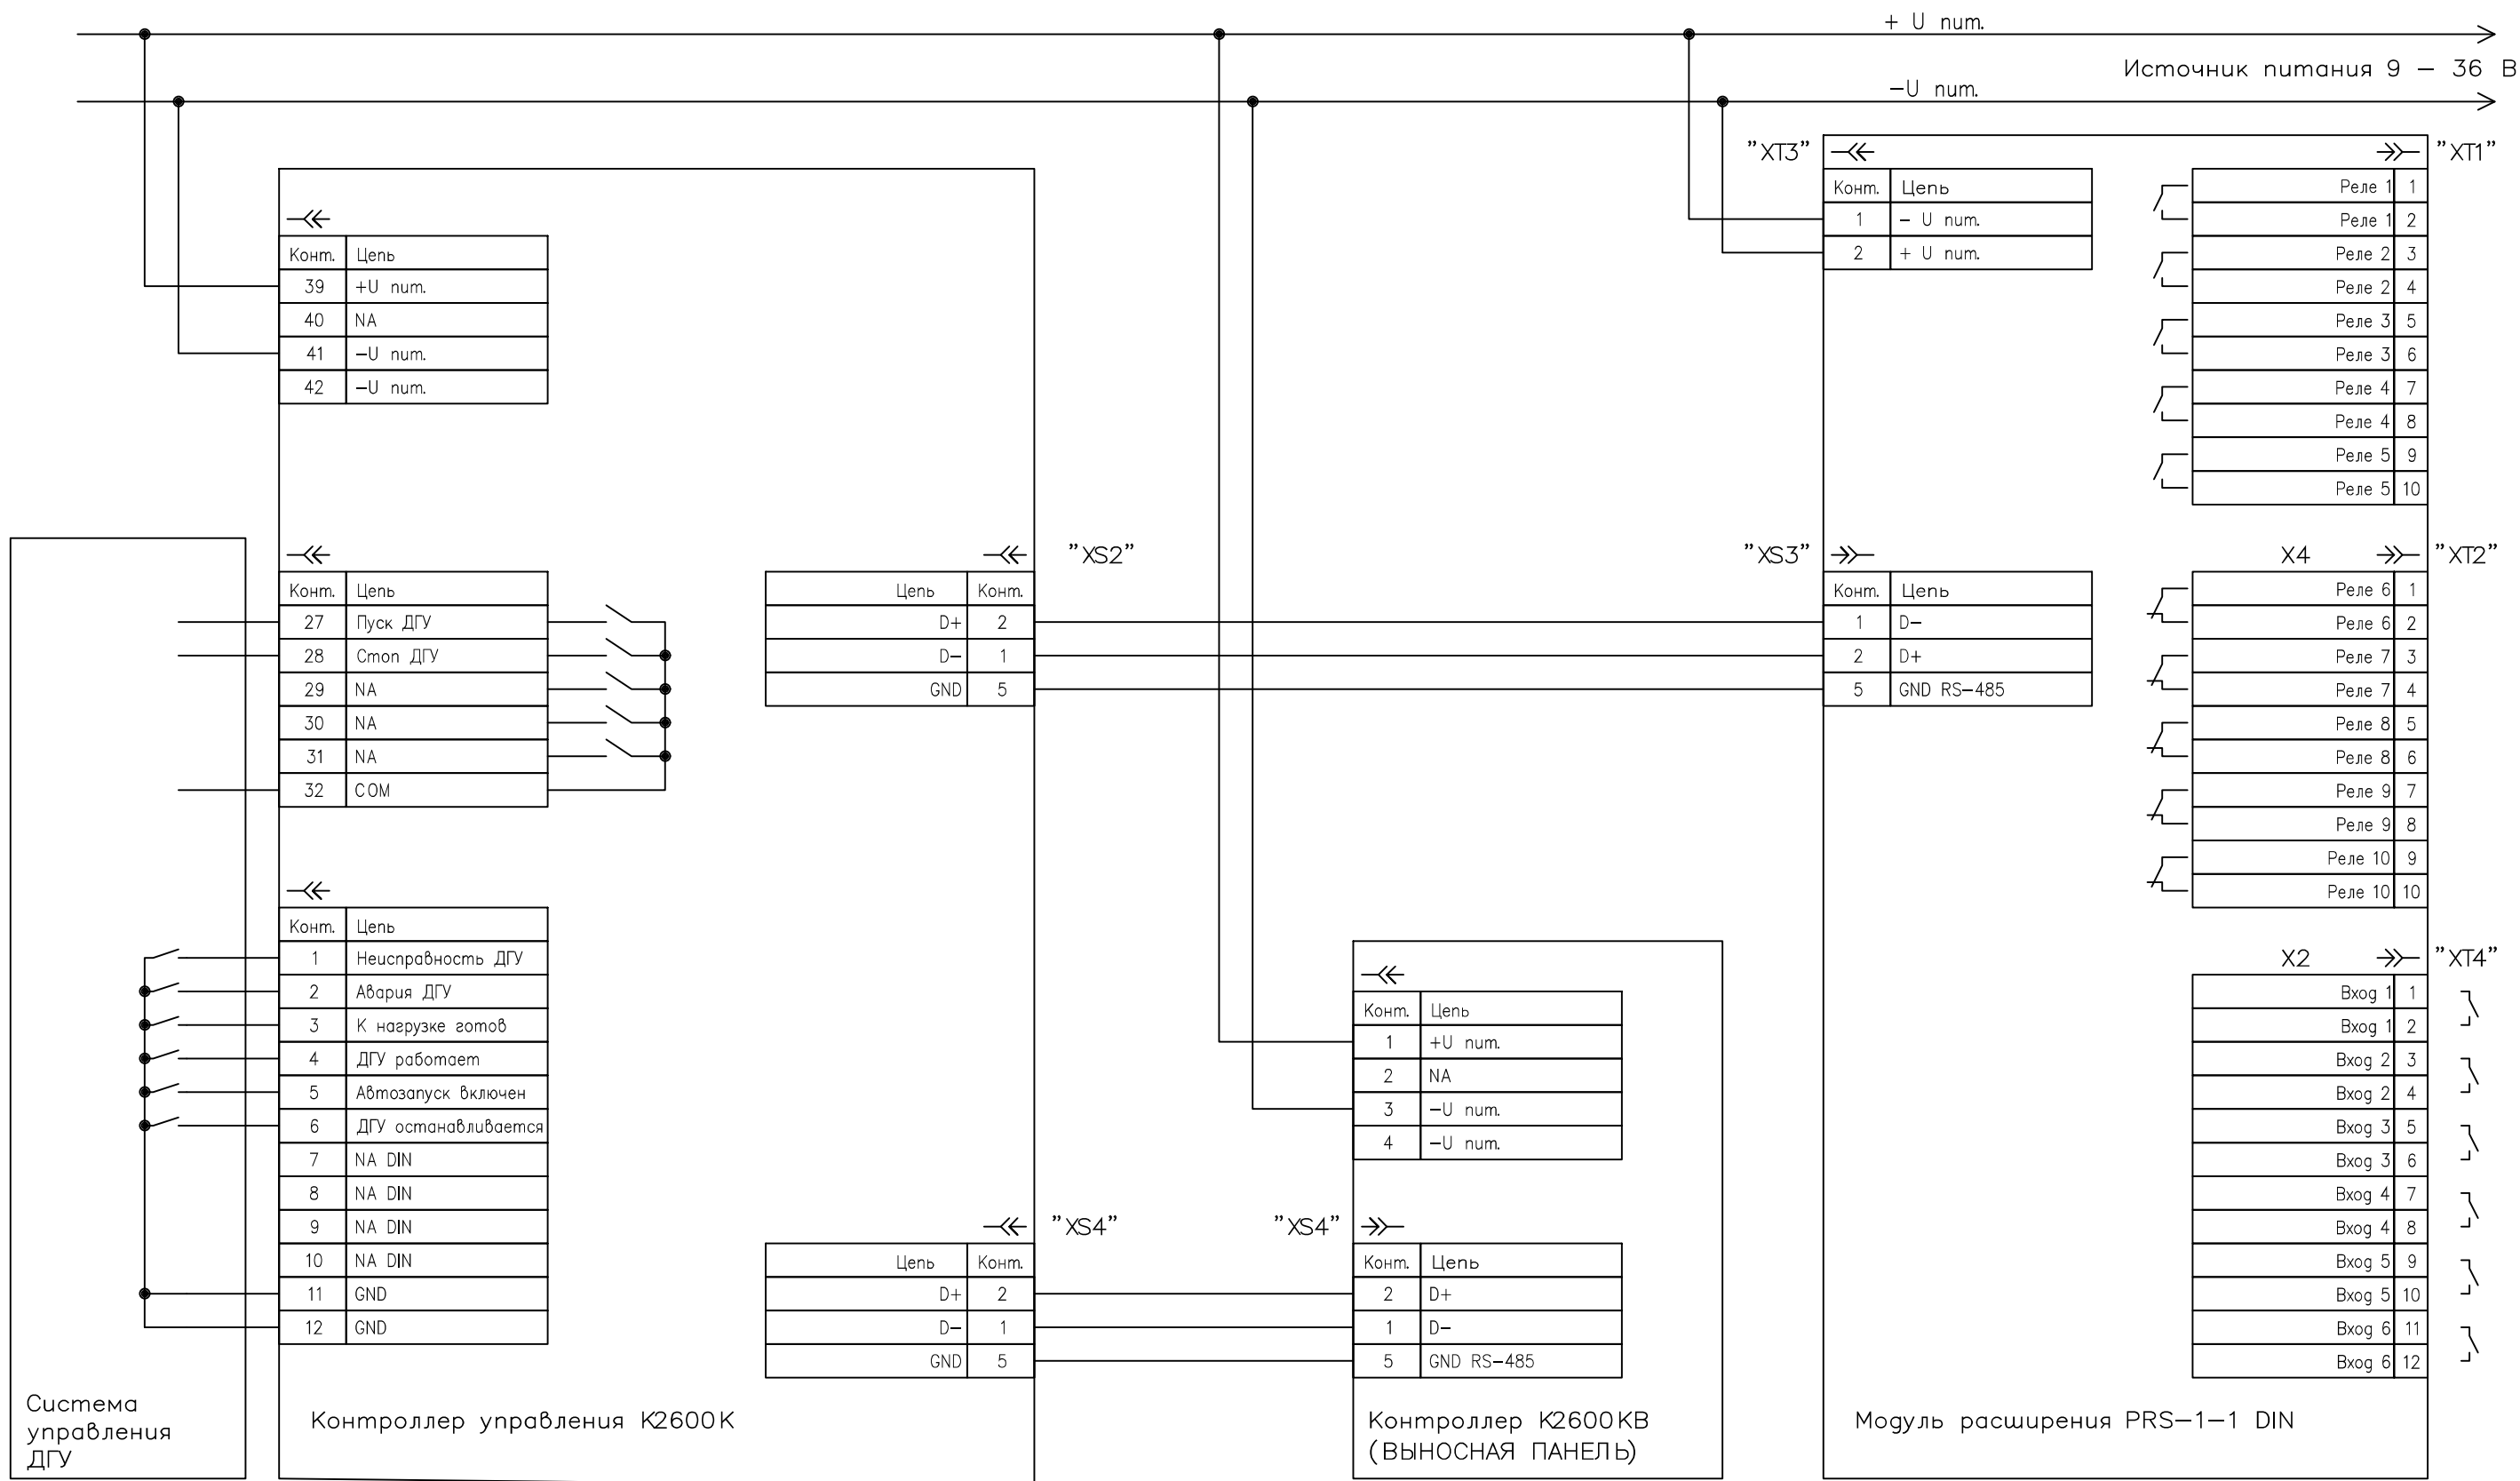 + U пит.
Источник питания 9 – 36 В
–U пит.
"XT3"
"XT1"
Конт. Цепь
1 – U пит.
2 + U пит.
Реле 1 1
Реле 1 2
Реле 2 3
Реле 2 4
Реле 3 5
Реле 3 6
Реле 4 7
Реле 4 8
Реле 5 9
Реле 5 10
Конт. Цепь
39 +U пит.
40 NA
41 –U пит.
42 –U пит.
"XS2"
"XS3"
X4 "XT2"
Конт. Цепь
27 Пуск ДГУ
28 Стоп ДГУ
29 NA
30 NA
31 NA
32 COM
Цепь Конт.
D+ 2
D– 1
GND 5
Конт. Цепь
1 D–
2 D+
5 GND RS–485
Реле 6 1
Реле 6 2
Реле 7 3
Реле 7 4
Реле 8 5
Реле 8 6
Реле 9 7
Реле 9 8
Реле 10 9
Реле 10 10
Конт. Цепь
1 Неисправность ДГУ
2 Авария ДГУ
3 К нагрузке готов
4 ДГУ работает
5 Автозапуск включен
6 ДГУ останавливается
7 NA DIN
8 NA DIN
9 NA DIN
10 NA DIN
11 GND
12 GND
Конт. Цепь
1 +U пит.
2 NA
3 –U пит.
4 –U пит.
X2 "XT4"
Вход 1 1
Вход 1 2
Вход 2 3
Вход 2 4
Вход 3 5
Вход 3 6
Вход 4 7
Вход 4 8
Вход 5 9
Вход 5 10
Вход 6 11
Вход 6 12
"XS4"
"XS4"
Цепь Конт.
D+ 2
D– 1
GND 5
Конт. Цепь
2 D+
1 D–
5 GND RS–485
Система
управления
ДГУ
Контроллер управления К2600К
Контроллер К2600КВ
(ВЫНОСНАЯ ПАНЕЛЬ)
Модуль расширения PRS–1–1 DIN